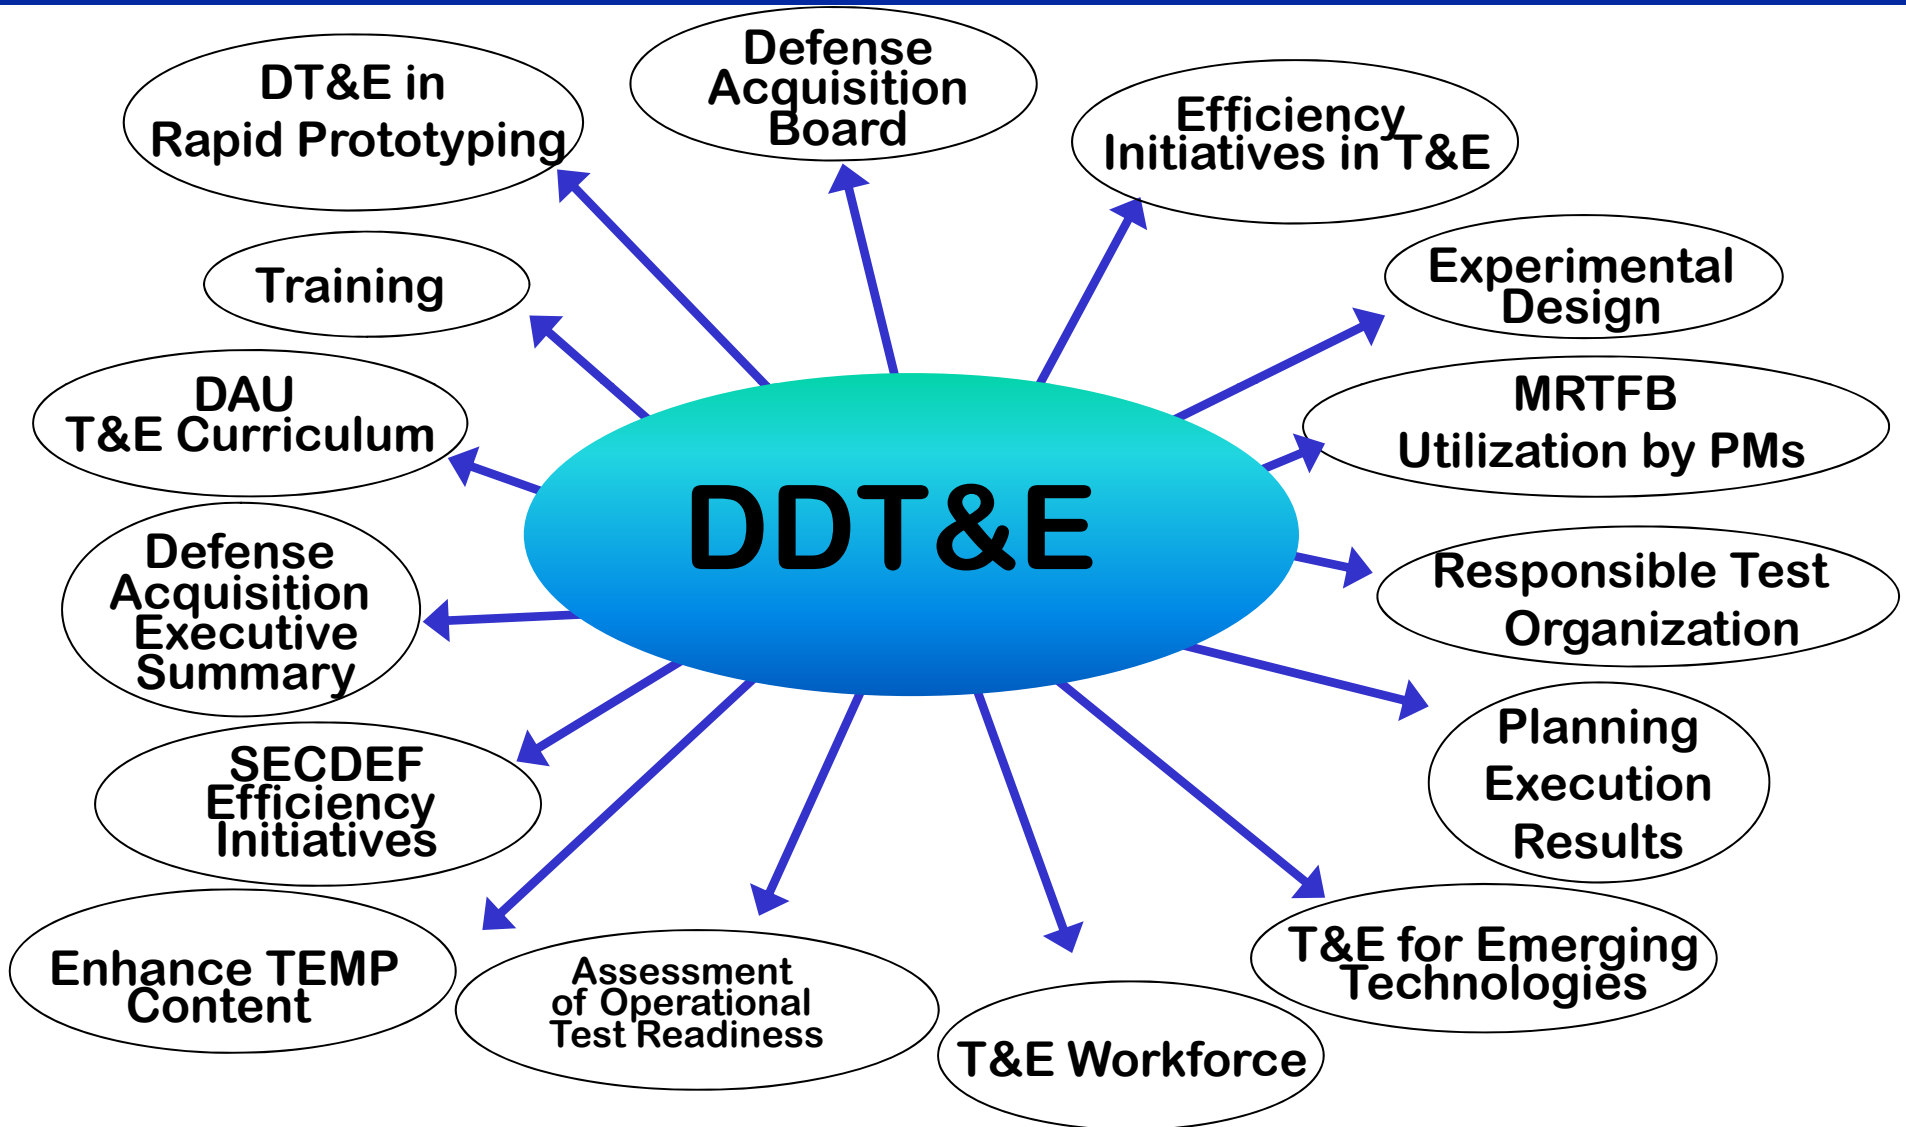 Defense
Acquisition
Board
DT&E in
Rapid Prototyping
Efficiency
Initiatives in T&E
Training
Experimental
Design
DAU
T&E Curriculum
MRTFB
Utilization by PMs
DDT&E
Defense
Acquisition
Executive
Summary
Responsible Test
Organization
SECDEF
Efficiency
Initiatives
Planning
Execution
Results
Enhance TEMP
Content
Assessment
of Operational
Test Readiness
T&E Workforce
T&E for Emerging
Technologies